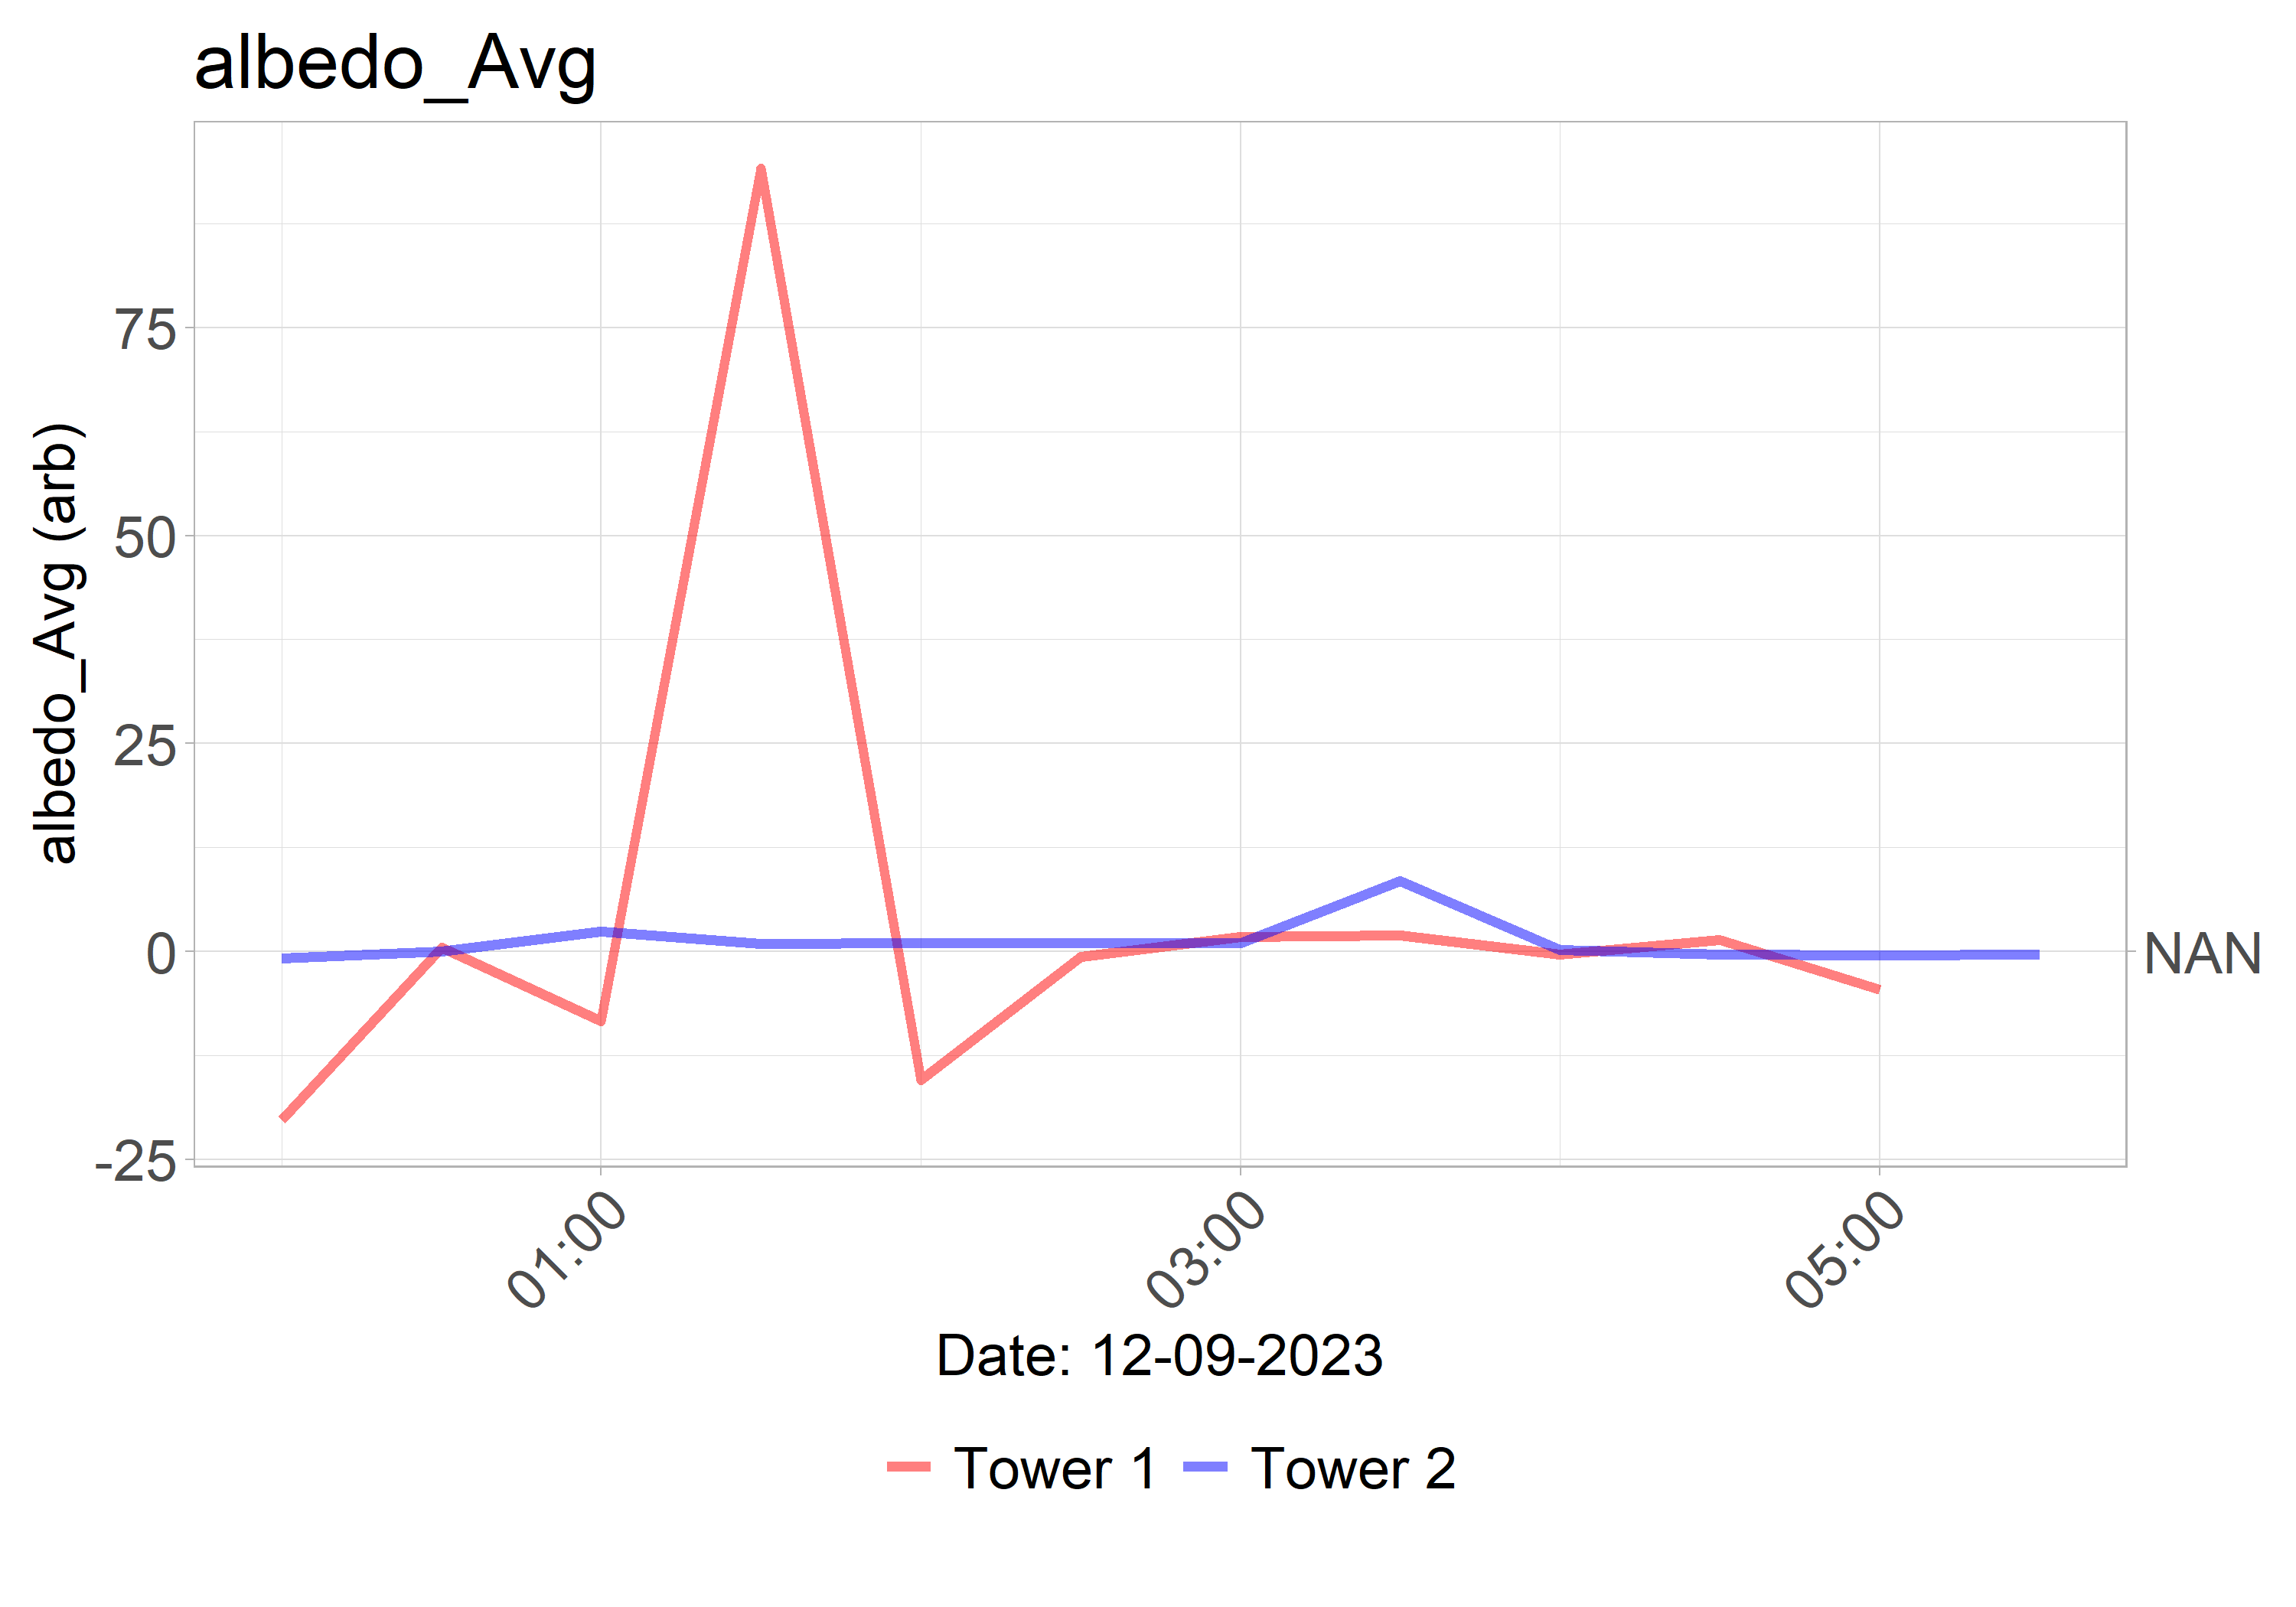 albedo_Avg
albedo_Avg (arb)
75
50
25
0
-25
NAN
01:00
03:00
05:00
Date: 12-09-2023
Tower 1
Tower 2